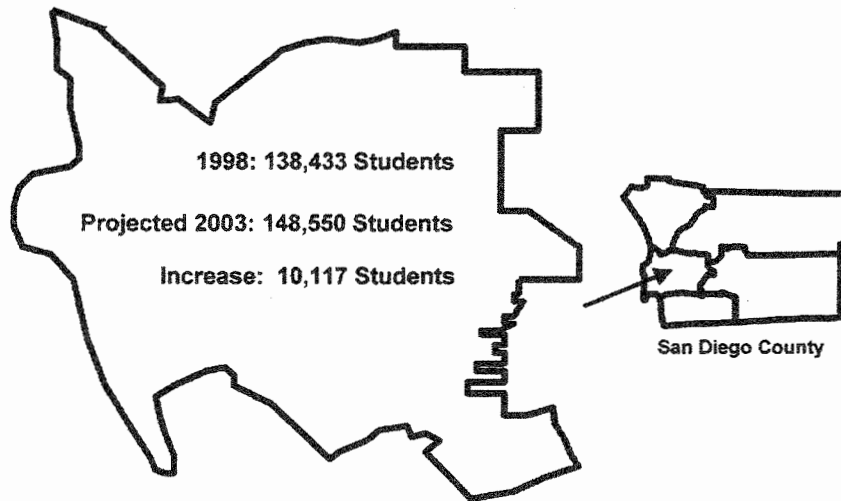 1998: 138,433 Students
Projected 2003: 148,550 Students
Increase: 10,117 Students
San Diego County